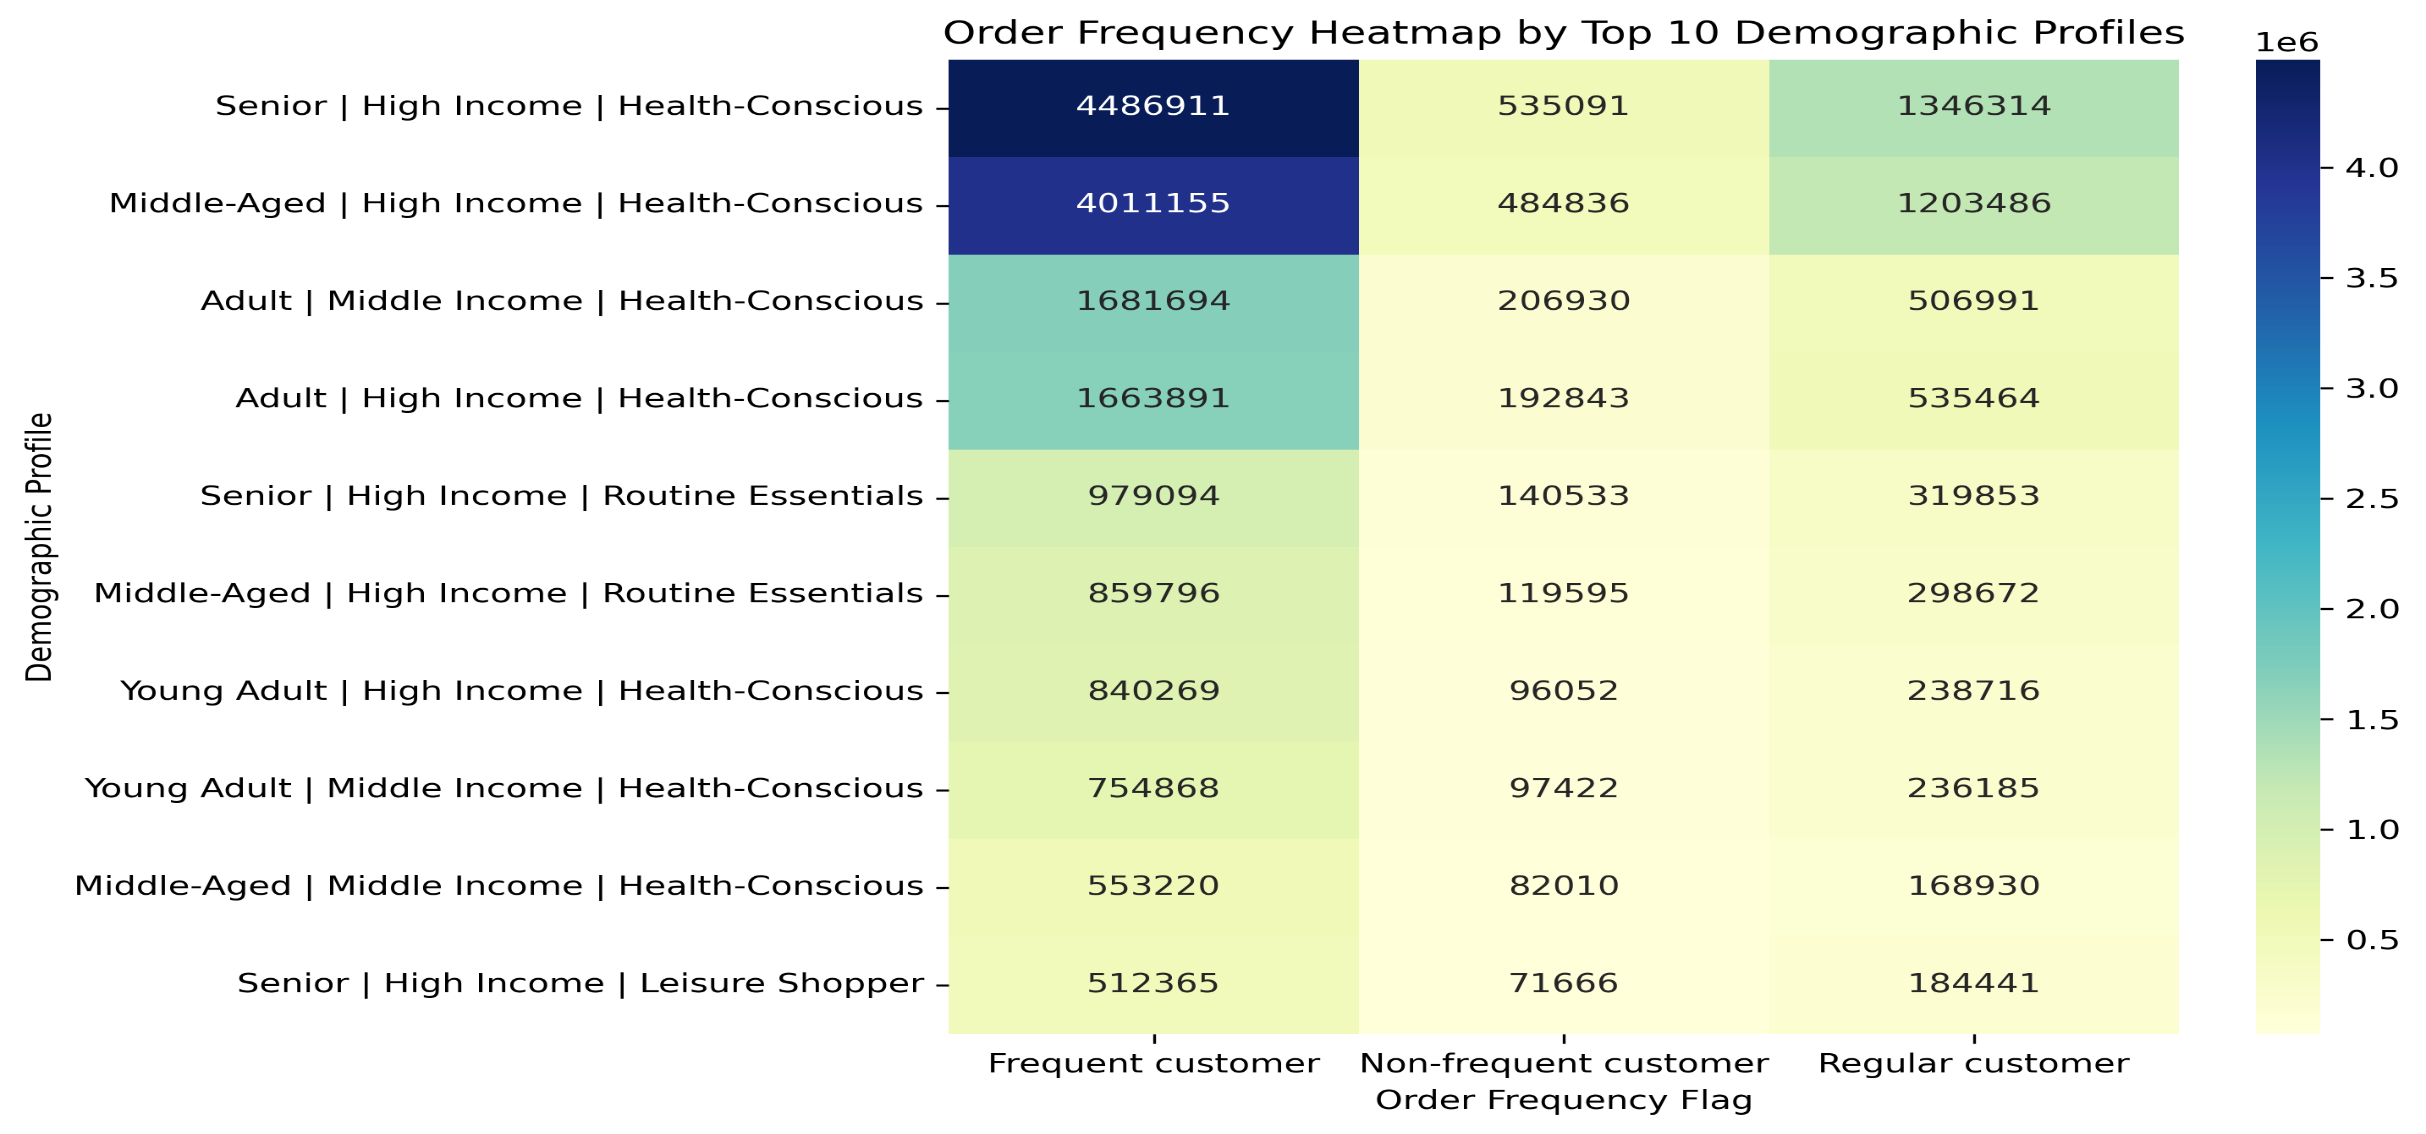 Order Frequency Heatmap by Top 10 Demographic Profiles
1e6
Senior | High Income | Health-Conscious 4486911 535091 1346314
Middle-Aged | High Income | Health-Conscious 4011155 484836 1203486
Adult | Middle Income | Health-Conscious 1681694 206930 506991
Adult | High Income | Health-Conscious 1663891 192843 535464
Senior | High Income | Routine Essentials 979094 140533 319853
Middle-Aged | High Income | Routine Essentials 859796 119595 298672
Young Adult | High Income | Health-Conscious 840269 96052 238716
Young Adult | Middle Income | Health-Conscious 754868 97422 236185
Middle-Aged | Middle Income | Health-Conscious 553220 82010 168930
Senior | High Income | Leisure Shopper 512365 71666 184441
Demographic Profile
Frequent customer Non-frequent customer Regular customer
Order Frequency Flag
4.0
3.5
3.0
2.5
2.0
1.5
1.0
0.5